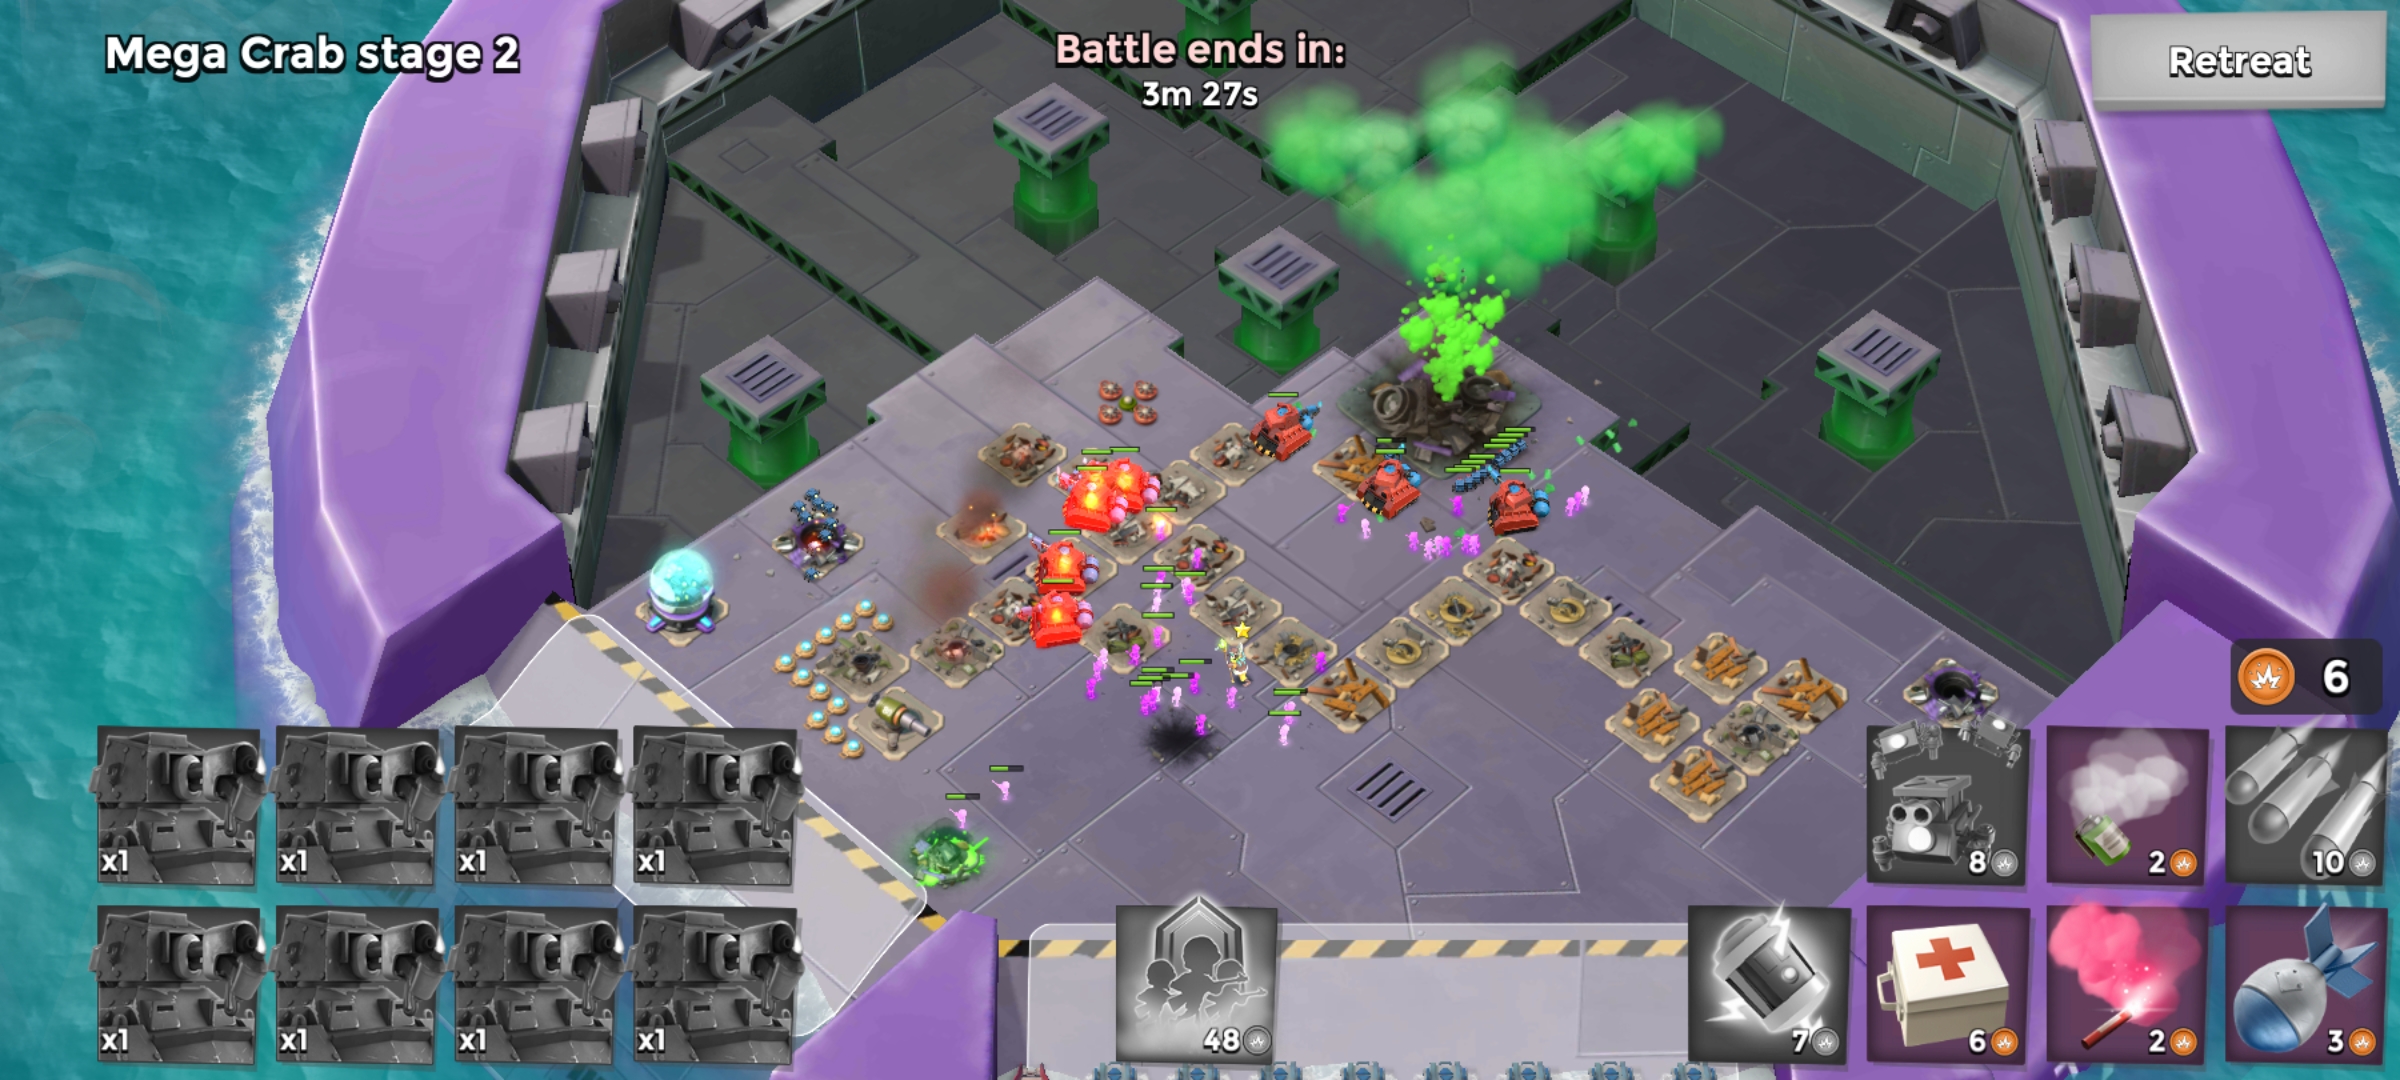 Mega Crab stage 2
Battle ends in:
3m 27s
Retreat
6
x1
x1
x1
x1
8
2
10
x1
x1
x1
x1
48
7
6
2
3